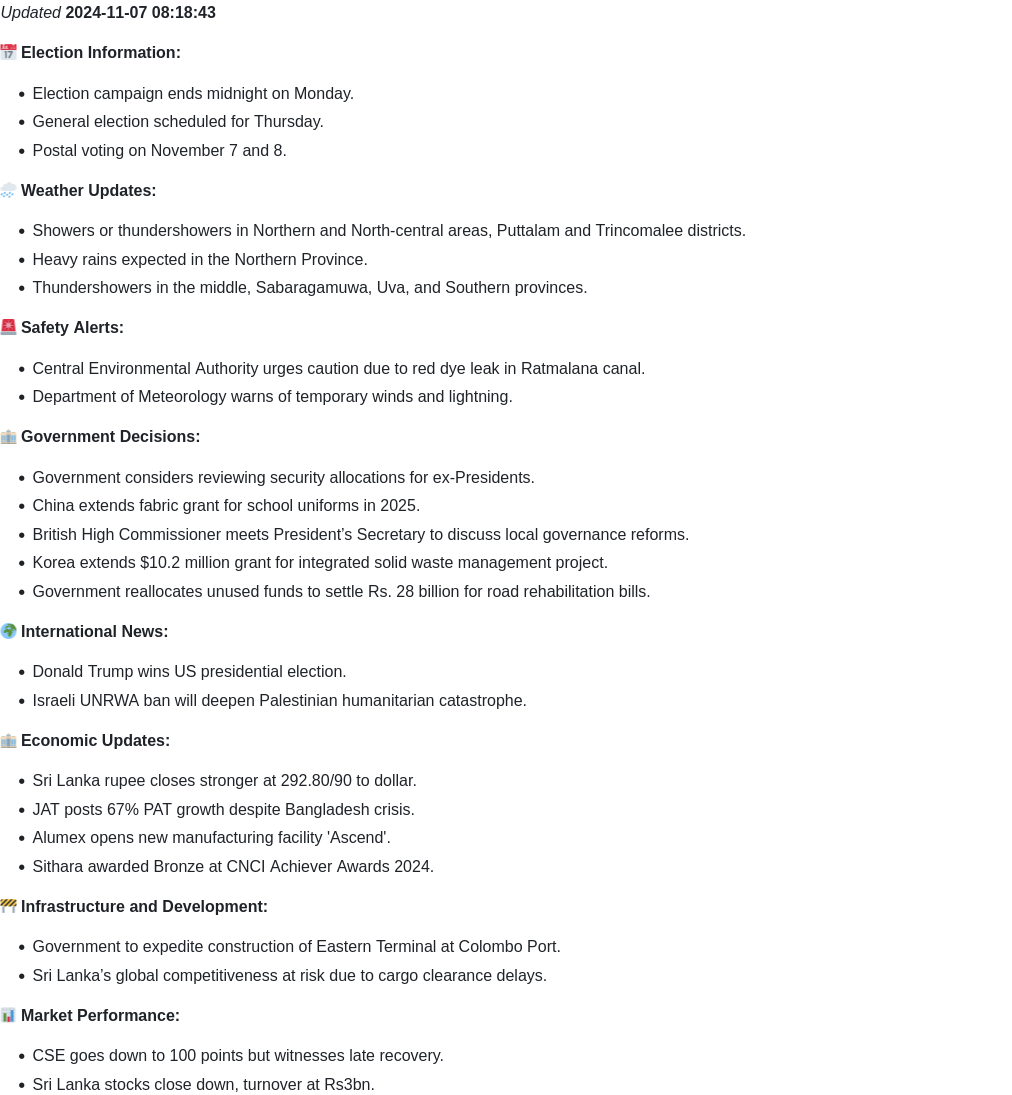 Updated 2024-11-07 08:18:43
📅 Election Information:
• Election campaign ends midnight on Monday.
• General election scheduled for Thursday.
• Postal voting on November 7 and 8.
🌧️ Weather Updates:
• Showers or thundershowers in Northern and North-central areas, Puttalam and Trincomalee districts.
• Heavy rains expected in the Northern Province.
• Thundershowers in the middle, Sabaragamuwa, Uva, and Southern provinces.
🚨 Safety Alerts:
• Central Environmental Authority urges caution due to red dye leak in Ratmalana canal.
• Department of Meteorology warns of temporary winds and lightning.
💼 Government Decisions:
• Government considers reviewing security allocations for ex-Presidents.
• China extends fabric grant for school uniforms in 2025.
• British High Commissioner meets President’s Secretary to discuss local governance reforms.
• Korea extends $10.2 million grant for integrated solid waste management project.
• Government reallocates unused funds to settle Rs. 28 billion for road rehabilitation bills.
🌍 International News:
• Donald Trump wins US presidential election.
• Israeli UNRWA ban will deepen Palestinian humanitarian catastrophe.
💼 Economic Updates:
• Sri Lanka rupee closes stronger at 292.80/90 to dollar.
• JAT posts 67% PAT growth despite Bangladesh crisis.
• Alumex opens new manufacturing facility 'Ascend'.
• Sithara awarded Bronze at CNCI Achiever Awards 2024.
🚧 Infrastructure and Development:
• Government to expedite construction of Eastern Terminal at Colombo Port.
• Sri Lanka’s global competitiveness at risk due to cargo clearance delays.
📊 Market Performance:
• CSE goes down to 100 points but witnesses late recovery.
• Sri Lanka stocks close down, turnover at Rs3bn.